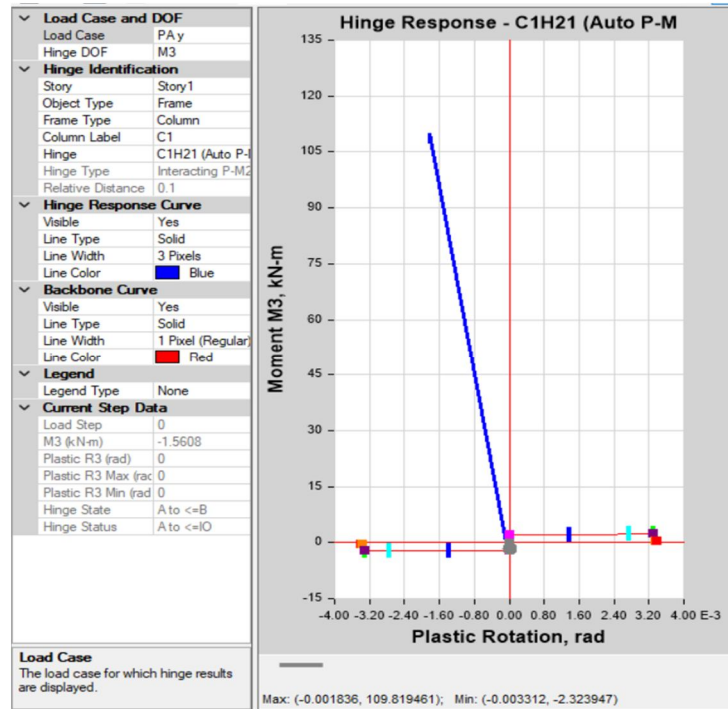 Load Case and DOF
Load Case PA y
Hinge DOF M3
Hinge Identification
Story Story1
Object Type Frame
Frame Type Column
Column Label C1
Hinge C1H21 (Auto P-
Hinge Type Interacting P-M2
Relative Distance 0.1
Hinge Response Curve
Visible Yes
Line Type Solid
Line Width 3 Pixels
Line Color Blue
Backbone Curve
Visible Yes
Line Type Solid
Line Width 1 Pixel (Regular)
Line Color Red
Legend
Legend Type None
Current Step Data
Load Step 0
M3 (kN-m) -1.5608
Plastic R3 (rad) 0
Plastic R3 Max (rad 0
Plastic R3 Min (rad 0
Hinge State A to <=B
Hinge Status A to <=IO
Load Case
The load case for which hinge results
are displayed.
Hinge Response - C1H21 (Auto P-M
Moment M3, kN-m
135
120
105
90
75
60
45
30
15
0
-15
-4.00 -3.20 -2.40 -1.60 -0.80 0.00 0.80 1.60 2.40 3.20 4.00 E-3
Plastic Rotation, rad
Max: (-0.001836, 109.819461); Min: (-0.003312, -2.323947)